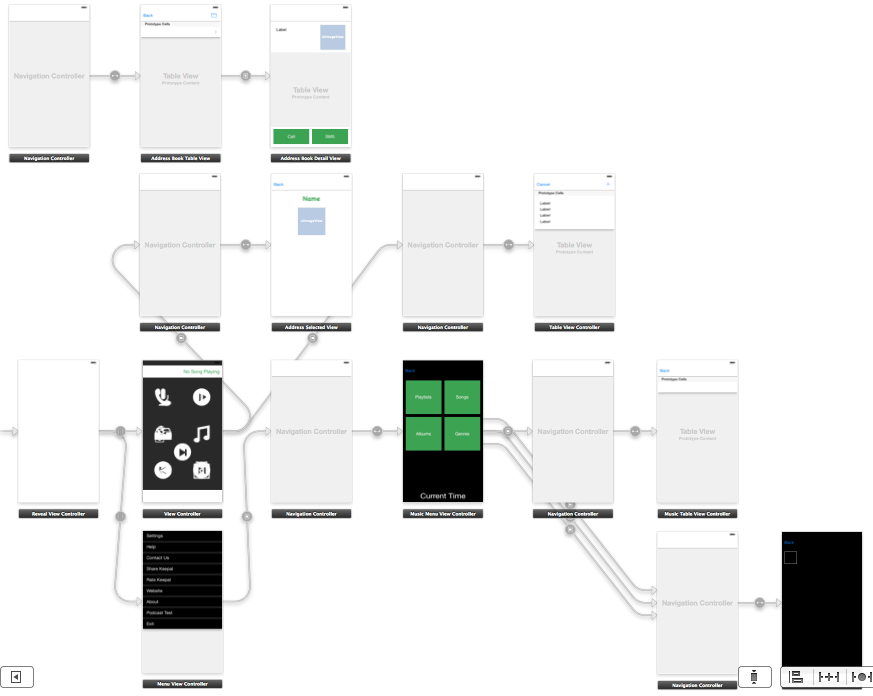 Back
Prototype Cells
Label
Navigation Controller
Table View
Prototype Content
Table View
Prototype Content
Call
SMS
Navigation Controller
Address Book Table View
Address Book Detail View
Back
Name
Cancel
Prototype Cells
Label
Label
Label
Label
Navigation Controller
Navigation Controller
Table View
Prototype Content
Navigation Controller
Address Selected View
Navigation Controller
Table View Controller
No Song Playing
Back
Playlists
Songs
Albums
Genres
Back
Prototype Cells
Navigation Controller
Navigation Controller
Table View
Prototype Content
Current Time
Reveal View Controller
View Controller
Navigation Controller
Music Menu View Controller
Navigation Controller
Music Table View Controller
Settings
Help
Contact Us
Share Keepal
Rate Keepal
Website
About
Podcast Test
Exit
Menu View Controller
Navigation Controller
Navigation Controller
Back